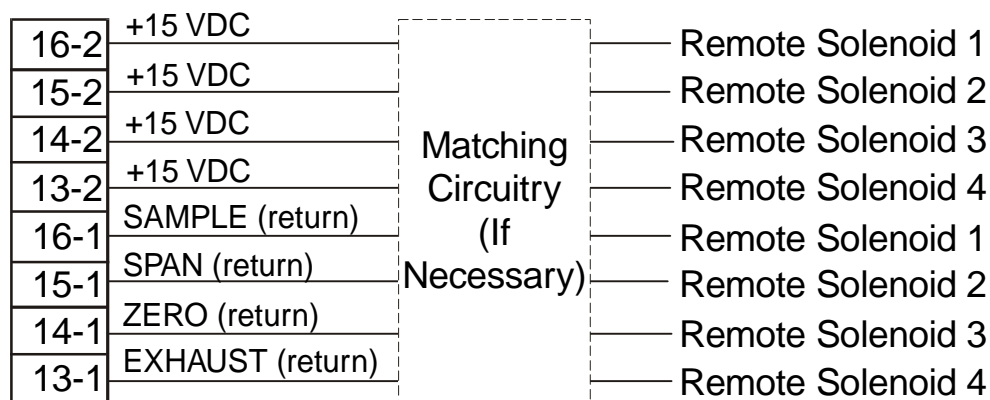 16-2 +15 VDC Remote Solenoid 1
15-2 +15 VDC Remote Solenoid 2
14-2 +15 VDC Remote Solenoid 3
13-2 +15 VDC Remote Solenoid 4
16-1 SAMPLE (return) Remote Solenoid 1
15-1 SPAN (return) Remote Solenoid 2
14-1 ZERO (return) Remote Solenoid 3
13-1 EXHAUST (return) Remote Solenoid 4
Matching
Circuitry
(If
Necessary)